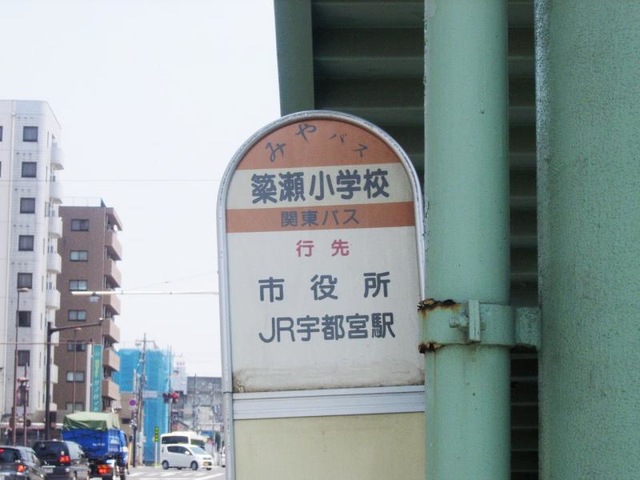 みやバス
簗瀬小学校
関東バス
行先
市役所
JR宇都宮駅